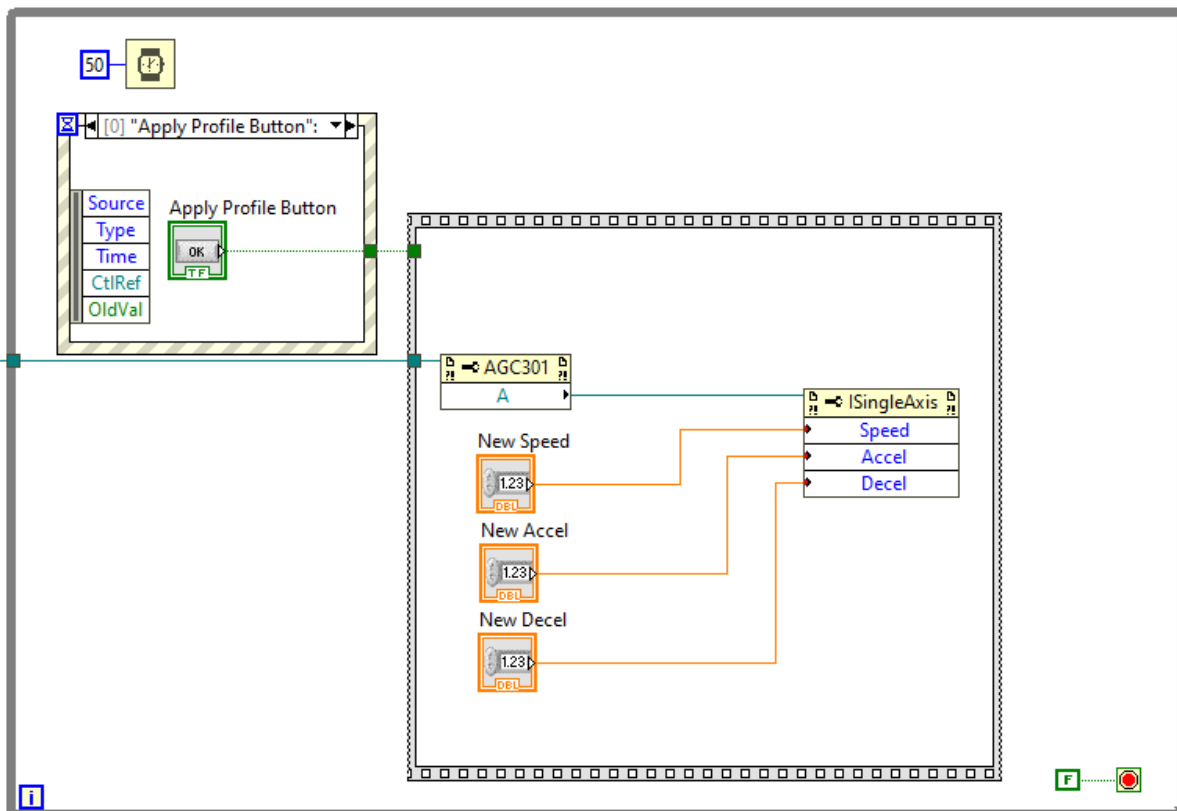 50
[0] "Apply Profile Button":
Source
Type
Time
CtlRef
OldVal
Apply Profile Button
OK
TF
AGC301
A
ISingleAxis
Speed
Accel
Decel
New Speed
1.23
DBL
New Accel
1.23
DBL
New Decel
1.23
DBL
i
F